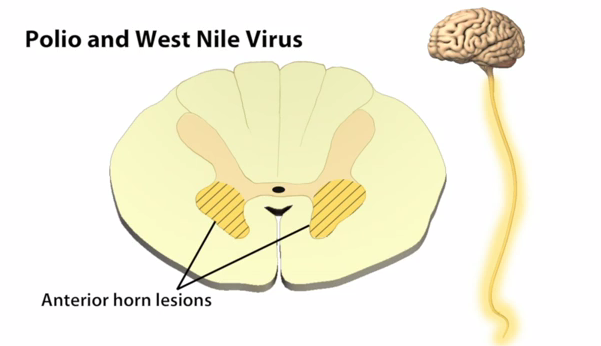 Polio and West Nile Virus
Anterior horn lesions